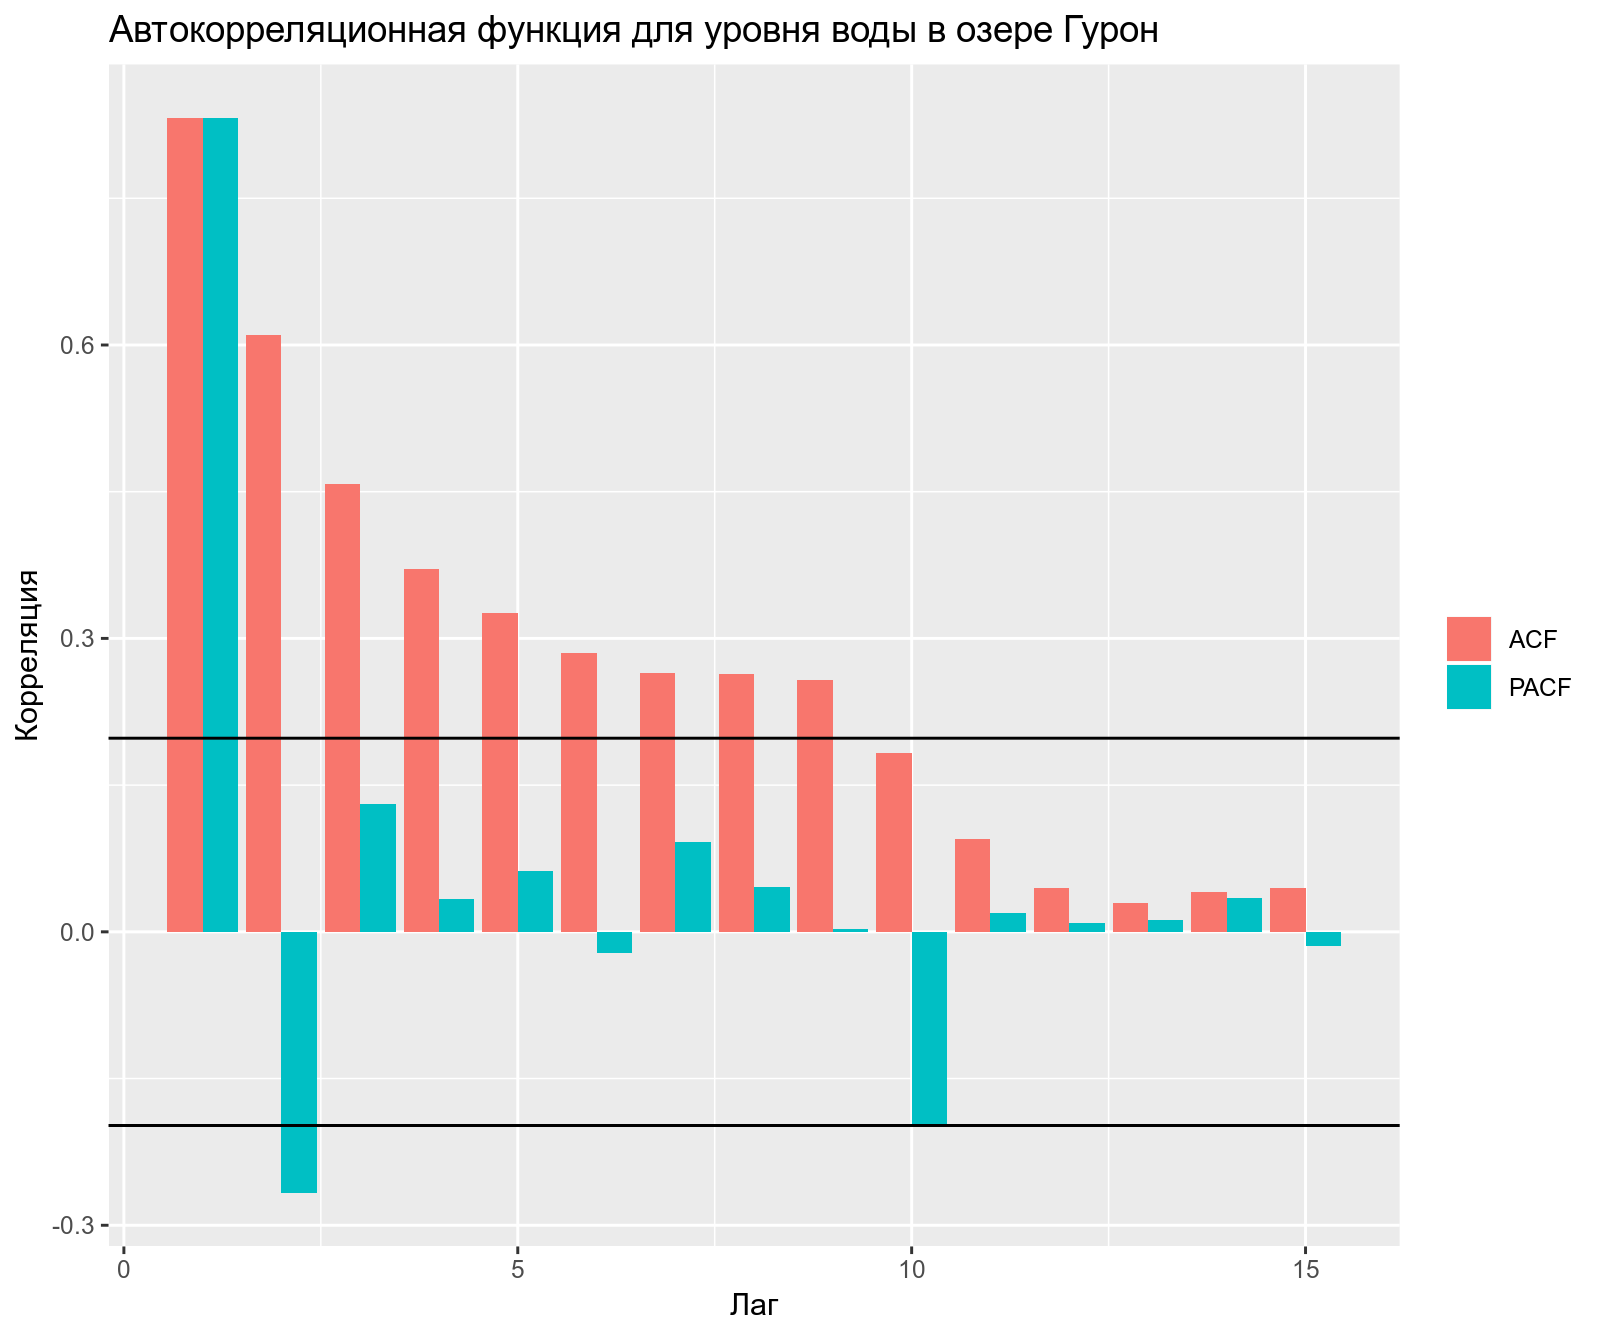 Автокорреляционная функция для уровня воды в озере Гурон
Корреляция
0.6
0.3
0.0
-0.3
0
5
10
15
Лаг
ACF
PACF